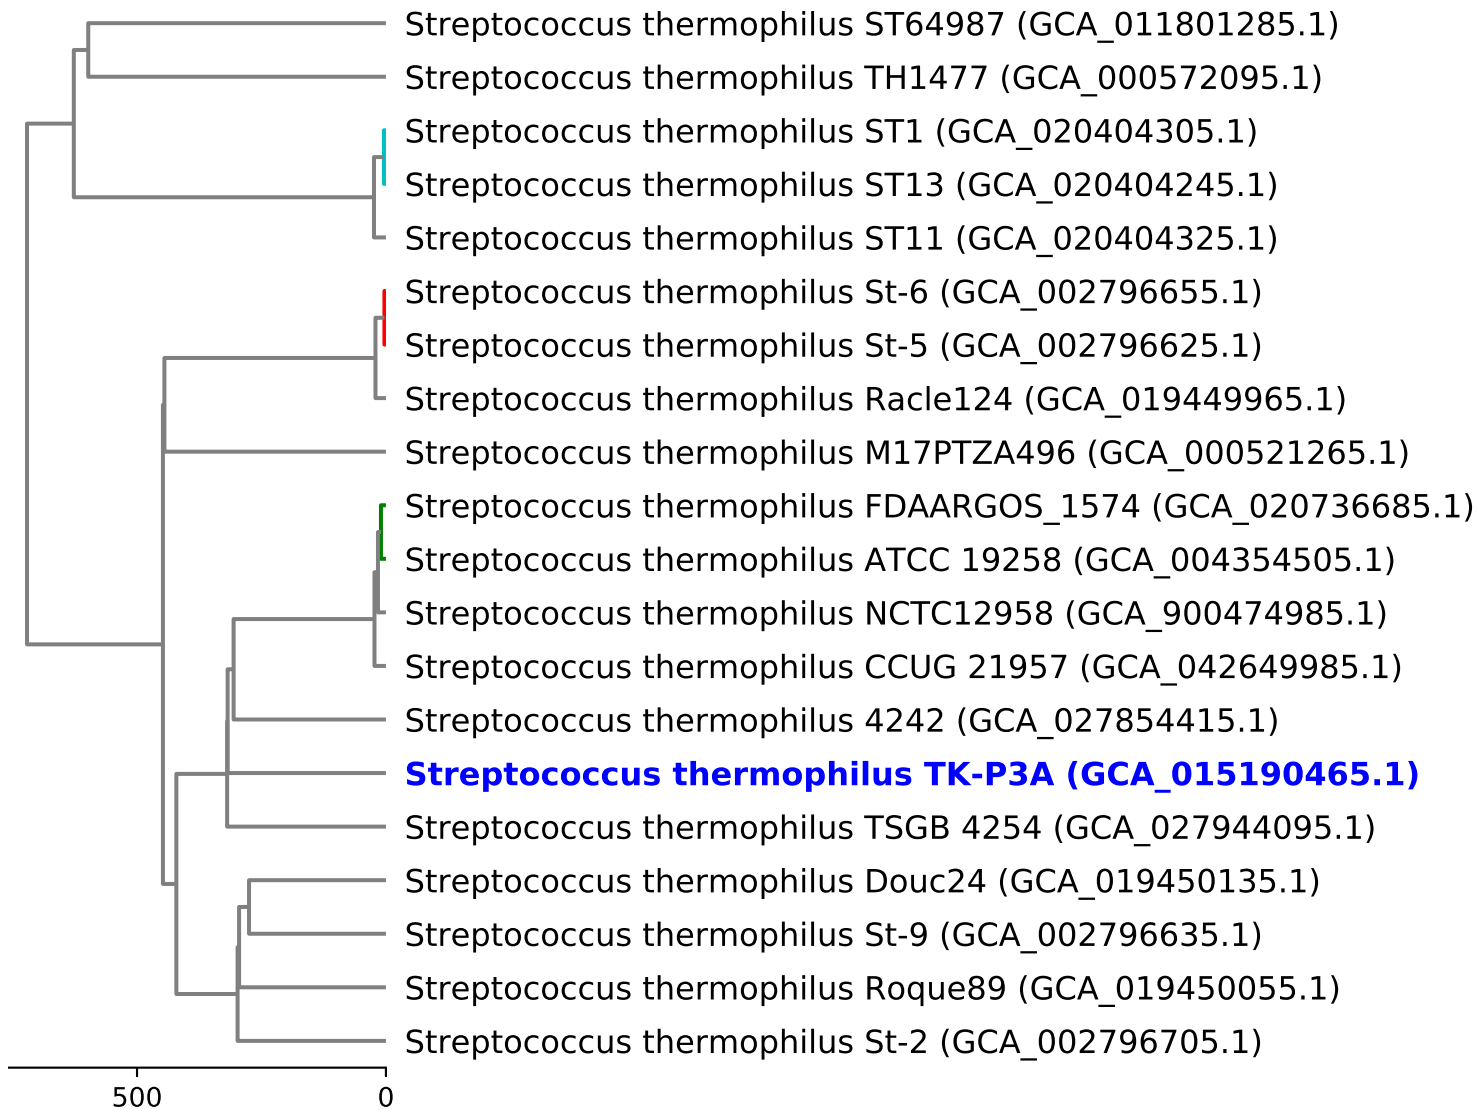 Streptococcus thermophilus ST64987 (GCA_011801285.1)
Streptococcus thermophilus TH1477 (GCA_000572095.1)
Streptococcus thermophilus ST1 (GCA_020404305.1)
Streptococcus thermophilus ST13 (GCA_020404245.1)
Streptococcus thermophilus ST11 (GCA_020404325.1)
Streptococcus thermophilus St-6 (GCA_002796655.1)
Streptococcus thermophilus St-5 (GCA_002796625.1)
Streptococcus thermophilus Racle124 (GCA_019449965.1)
Streptococcus thermophilus M17PTZA496 (GCA_000521265.1)
Streptococcus thermophilus FDAARGOS_1574 (GCA_020736685.1)
Streptococcus thermophilus ATCC 19258 (GCA_004354505.1)
Streptococcus thermophilus NCTC12958 (GCA_900474985.1)
Streptococcus thermophilus CCUG 21957 (GCA_042649985.1)
Streptococcus thermophilus 4242 (GCA_027854415.1)
Streptococcus thermophilus TK-P3A (GCA_015190465.1)
Streptococcus thermophilus TSGB 4254 (GCA_027944095.1)
Streptococcus thermophilus Douc24 (GCA_019450135.1)
Streptococcus thermophilus St-9 (GCA_002796635.1)
Streptococcus thermophilus Roque89 (GCA_019450055.1)
Streptococcus thermophilus St-2 (GCA_002796705.1)
500 0